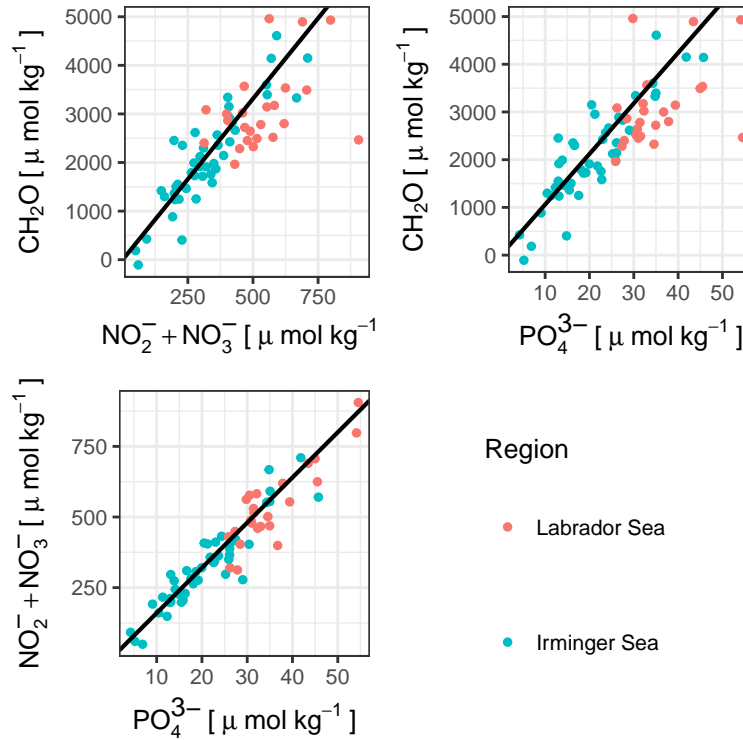 5000
4000
3000
2000
1000
0
CH₂O [ μ mol kg⁻¹ ]
250 500 750
NO₂⁻ + NO₃⁻ [ μ mol kg⁻¹
5000
4000
3000
2000
1000
0
CH₂O [ μ mol kg⁻¹ ]
10 20 30 40 50
PO₄³⁻ [ μ mol kg⁻¹ ]
750
500
250
NO₂⁻ + NO₃⁻ [ μ mol kg⁻¹ ]
10 20 30 40 50
PO₄³⁻ [ μ mol kg⁻¹ ]
Region
Labrador Sea
Irminger Sea